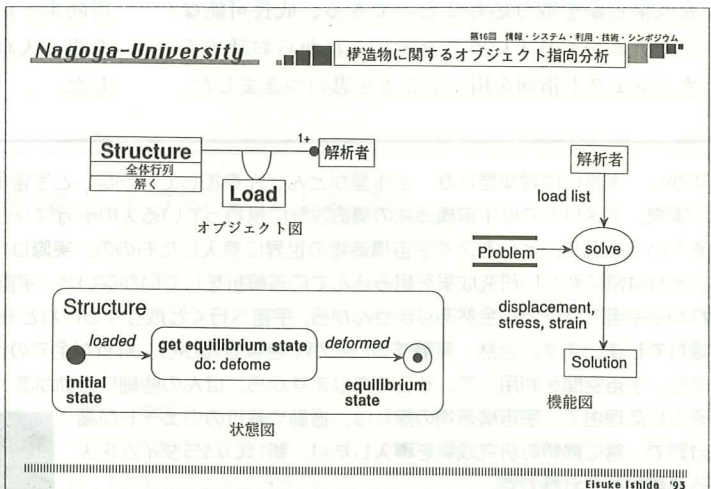 第16回 情報・システム・利用・技術・シンポジウム
Nagoya-University
構造物に関するオブジェクト指向分析
Structure
全体行列
解く
1+
解析者
Load
オブジェクト図
Structure
loaded
get equilibrium state
do: defome
deformed
initial
state
equilibrium
state
状態図
解析者
load list
Problem
solve
displacement,
stress, strain
Solution
機能図
Eisuke Ishida '93